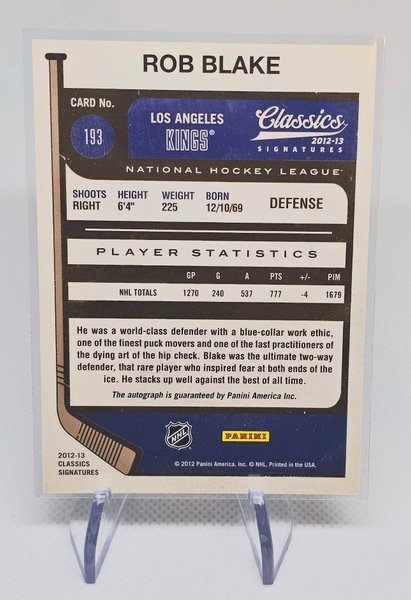 ROB BLAKE
CARD No.
193
LOS ANGELES
KINGS®
Classics
2012-13
SIGNATURES
NATIONAL HOCKEY LEAGUE®
SHOOTS HEIGHT WEIGHT BORN
RIGHT 6'4" 225 12/10/69 DEFENSE
PLAYER STATISTICS
GP G A PTS +/- PIM
NHL TOTALS 1270 240 537 777 -4 1679
He was a world-class defender with a blue-collar work ethic,
one of the finest puck movers and one of the last practitioners
of the dying art of the hip check. Blake was the ultimate two-way
defender, that rare player who inspired fear at both ends of the
ice. He stacks up well against the best of all time.
The autograph is guaranteed by Panini America Inc.
NHL
PANINI
2012-13
CLASSICS
SIGNATURES
© 2012 Panini America, Inc. © NHL. Printed in the USA.